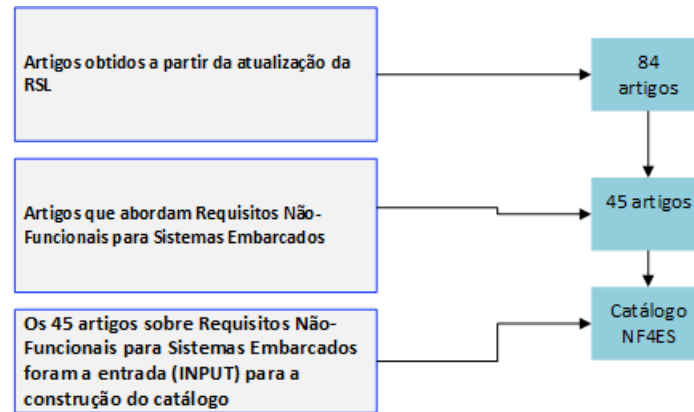 Artigos obtidos a partir da atualização da
RSL
84
artigos
Artigos que abordam Requisitos Não-
Funcionais para Sistemas Embarcados
45 artigos
Os 45 artigos sobre Requisitos Não-
Funcionais para Sistemas Embarcados
foram a entrada (INPUT) para a
construção do catálogo
Catálogo
NF4ES